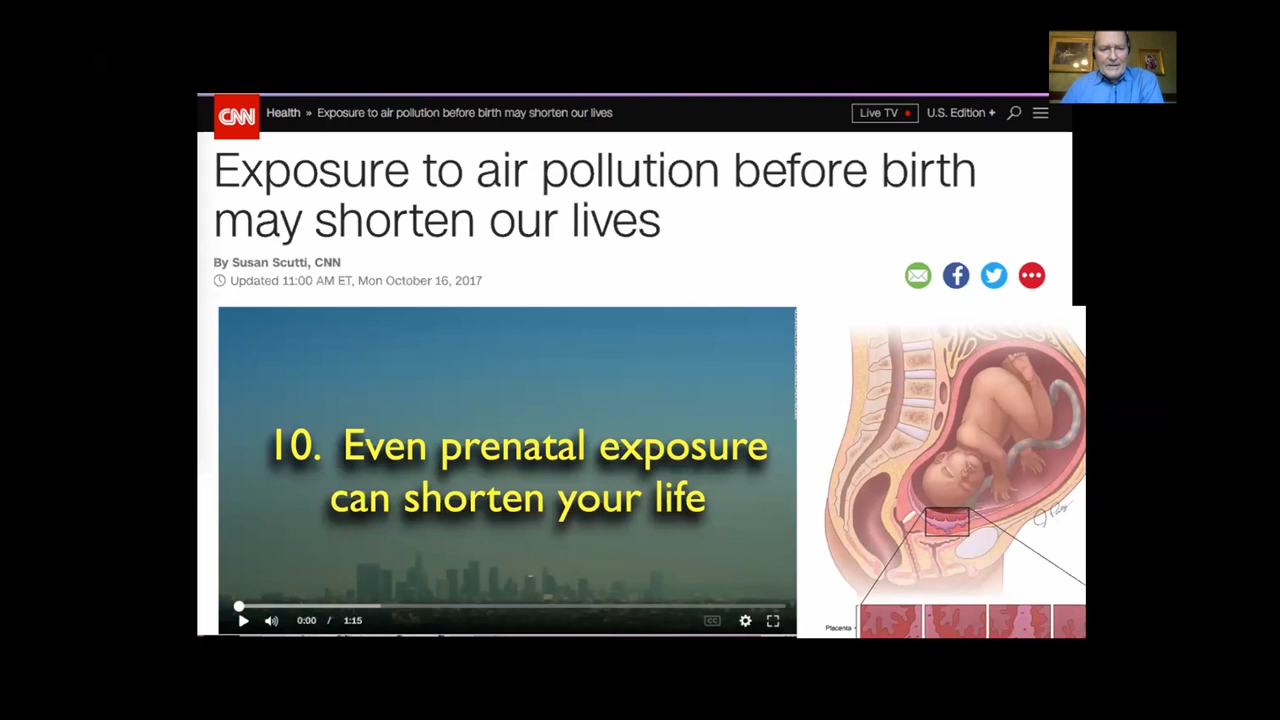 CNN Health » Exposure to air pollution before birth may shorten our lives Live TV U.S. Edition +
Exposure to air pollution before birth
may shorten our lives
By Susan Scutti, CNN
Updated 11:00 AM ET, Mon October 16, 2017
10. Even prenatal exposure
can shorten your life
0:00 / 1:15 CC
Placenta